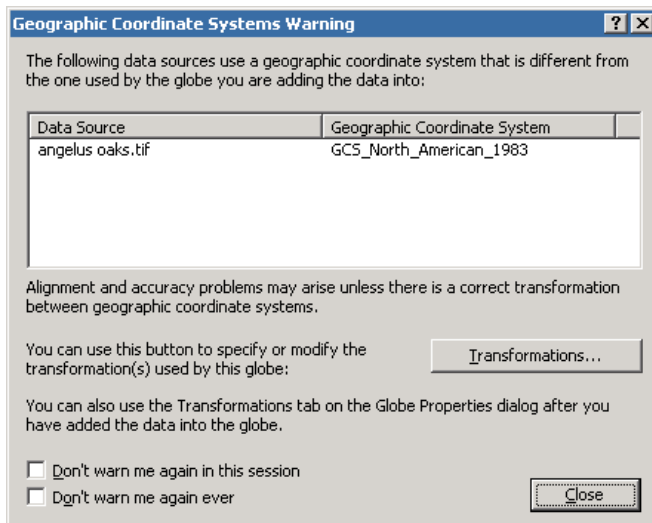 Geographic Coordinate Systems Warning
The following data sources use a geographic coordinate system that is different from
the one used by the globe you are adding the data into:
Data Source Geographic Coordinate System
angelus oaks.tif GCS_North_American_1983
Alignment and accuracy problems may arise unless there is a correct transformation
between geographic coordinate systems.
You can use this button to specify or modify the
transformation(s) used by this globe:
Transformations...
You can also use the Transformations tab on the Globe Properties dialog after you
have added the data into the globe.
Don't warn me again in this session
Don't warn me again ever
Close